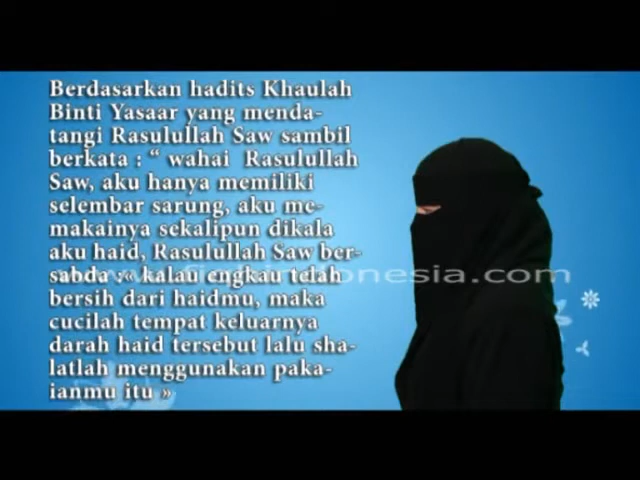 Berdasarkan hadits Khaulah
Binti Yasaar yang menda-
tangi Rasulullah Saw sambil
berkata : “ wahai Rasulullah
Saw, aku hanya memiliki
selembar sarung, aku me-
makainya sekalipun dikala
aku haid, Rasulullah Saw ber-
sabda :« kalau engkau telah
bersih dari haidmu, maka
cucilah tempat keluarnya
darah haid tersebut lalu sha-
latlah menggunakan paka-
ianmu itu »